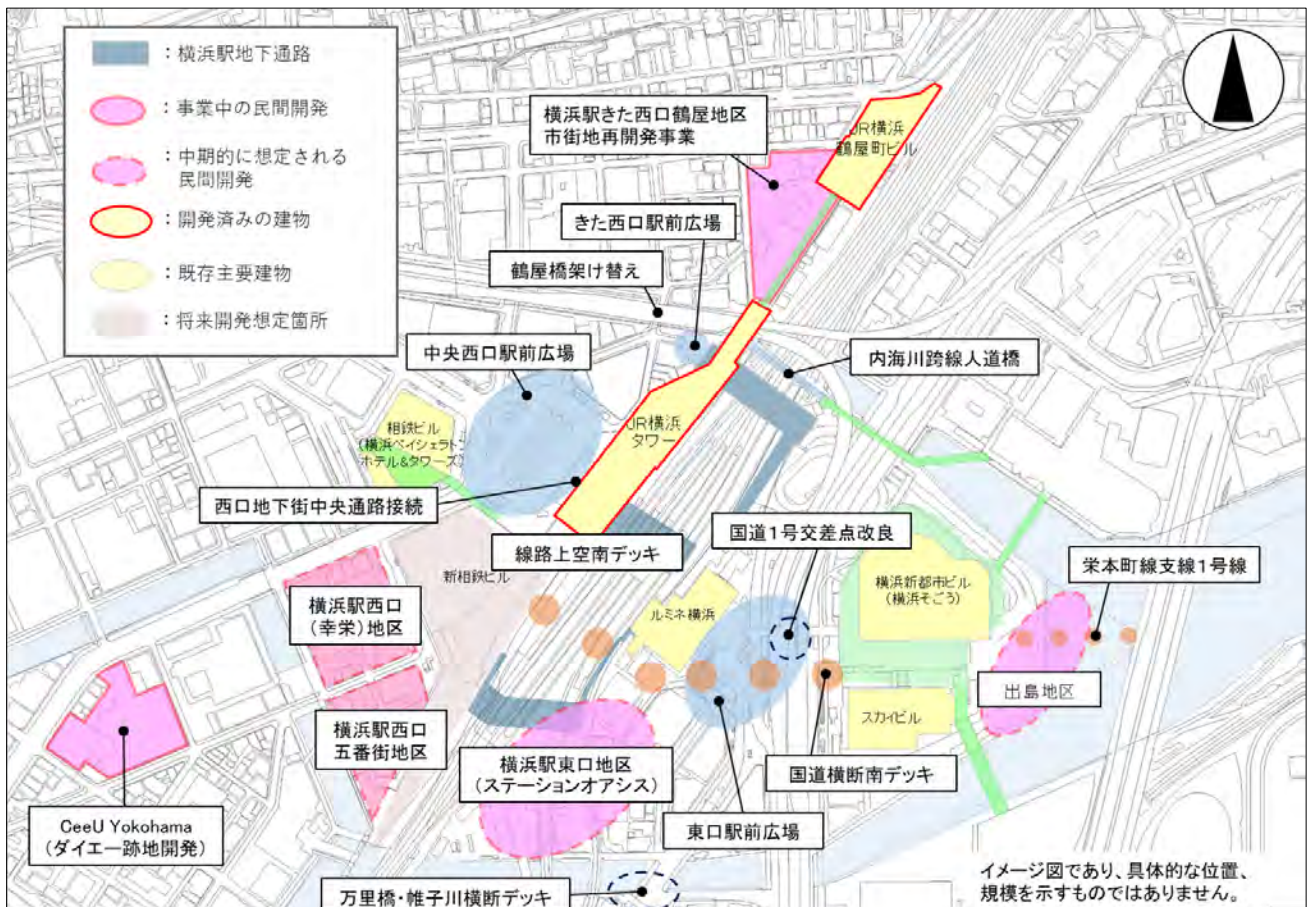 ：横浜駅地下通路
：事業中の民間開発
：中期的に想定される
民間開発
：開発済みの建物
：既存主要建物
：将来開発想定箇所
横浜駅きた西口鶴屋地区
市街地再開発事業
JR横浜
鶴屋町ビル
きた西口駅前広場
鶴屋橋架け替え
中央西口駅前広場
内海川跨線人道橋
相鉄ビル
(横浜ベイシェラトン
ホテル&タワーズ)
JR横浜
タワー
西口地下街中央通路接続
線路上空南デッキ
国道1号交差点改良
栄本町線支線1号線
新相鉄ビル
横浜駅西口
(幸栄)地区
ルミネ横浜
横浜新都市ビル
(横浜そごう)
出島地区
スカイビル
横浜駅西口
五番街地区
横浜駅東口地区
(ステーションオアシス)
国道横断南デッキ
東口駅前広場
CeeU Yokohama
(ダイエー跡地開発)
万里橋・帷子川横断デッキ
イメージ図であり、具体的な位置、
規模を示すものではありません。